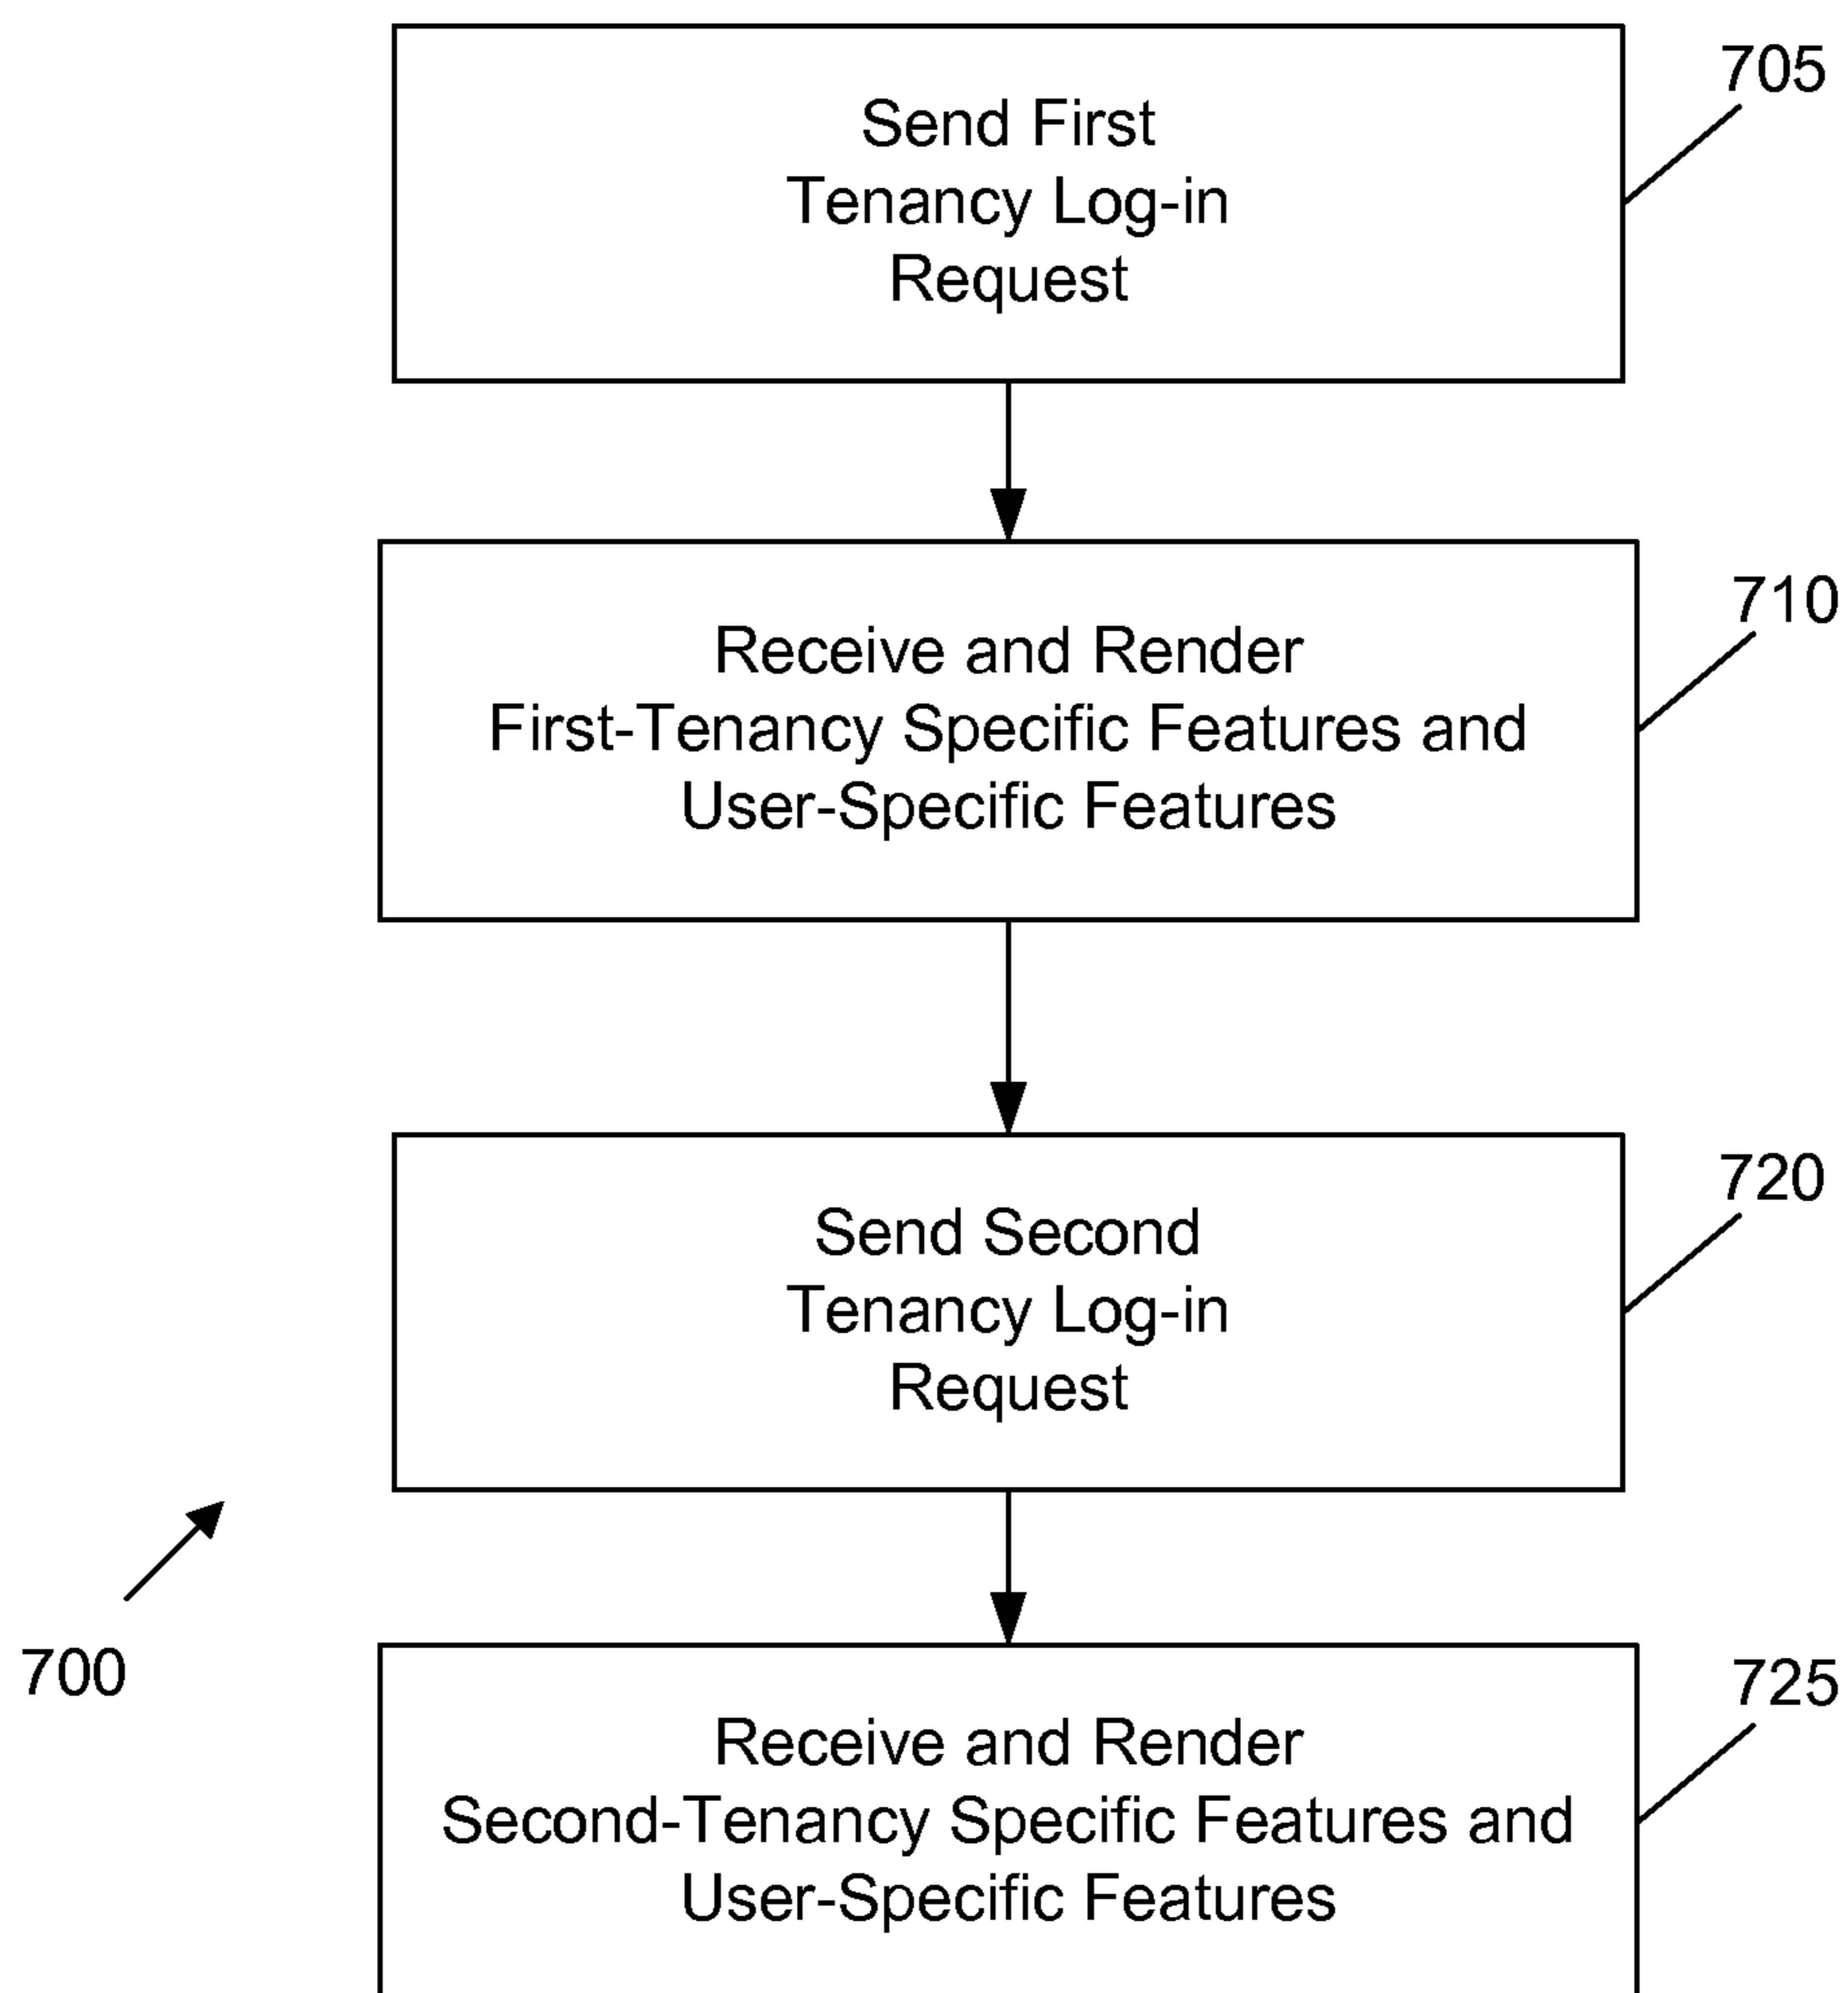 705
Send First
Tenancy Log-in
Request
710
Receive and Render
First-Tenancy Specific Features and
User-Specific Features
720
Send Second
Tenancy Log-in
Request
700
725
Receive and Render
Second-Tenancy Specific Features and
User-Specific Features